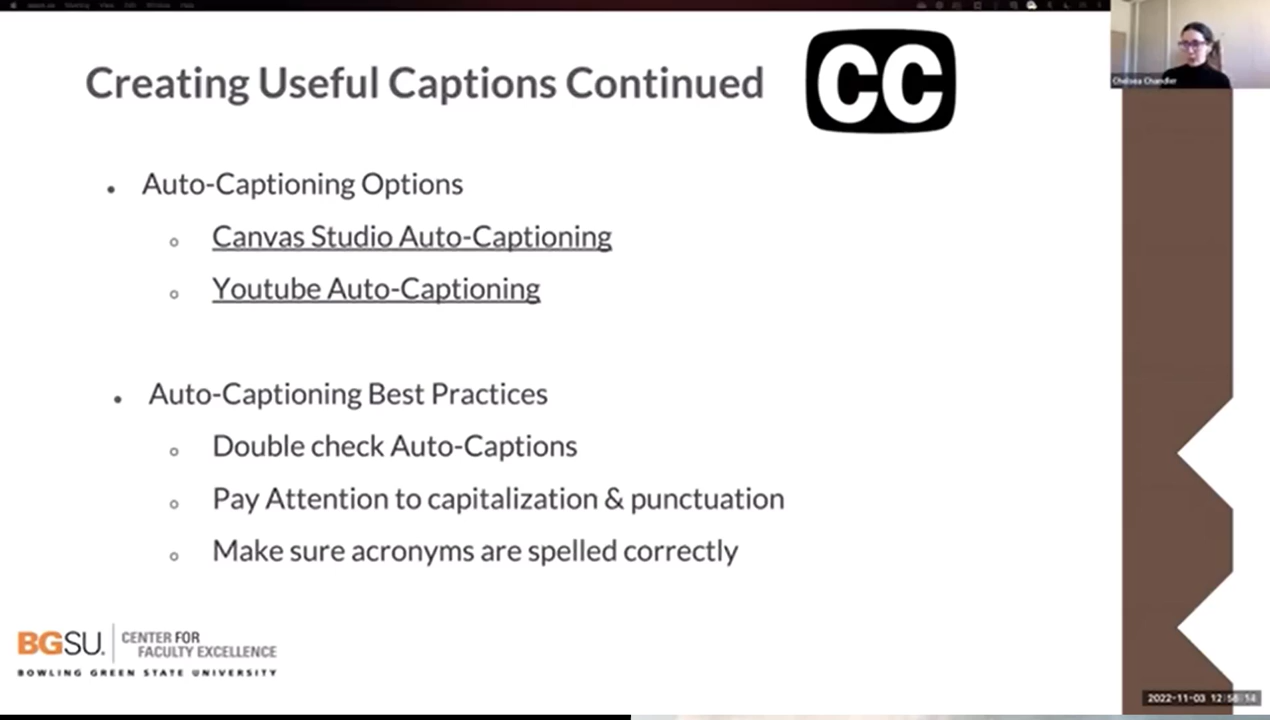 Creating Useful Captions Continued
CC
Chelsea Chandler
Auto-Captioning Options
Canvas Studio Auto-Captioning
Youtube Auto-Captioning
Auto-Captioning Best Practices
Double check Auto-Captions
Pay Attention to capitalization & punctuation
Make sure acronyms are spelled correctly
BGSU. CENTER FOR
FACULTY EXCELLENCE
BOWLING GREEN STATE UNIVERSITY
2022-11-03 12:56:14